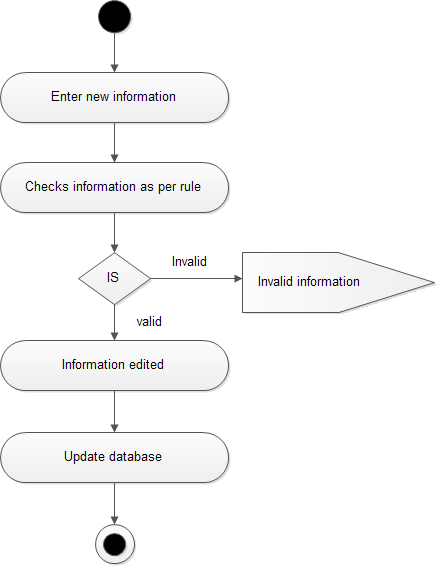 Enter new information
Checks information as per rule
IS
Invalid
Invalid information
valid
Information edited
Update database